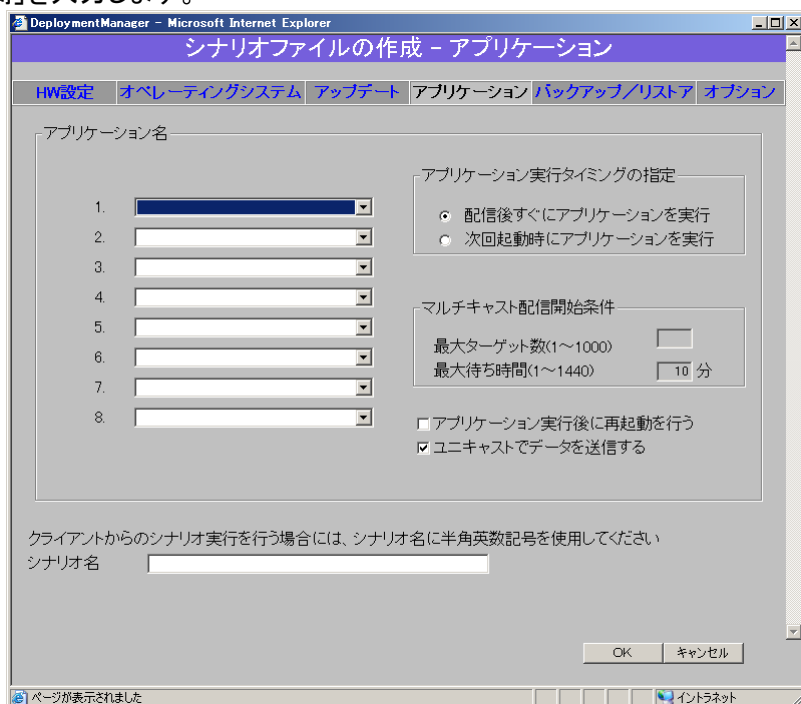 を入力します。
DeploymentManager - Microsoft Internet Explorer
シナリオファイルの作成 - アプリケーション
HW設定 オペレーティングシステム アップデート アプリケーション バックアップ／リストア オプション
アプリケーション名
1.
2.
3.
4.
5.
6.
7.
8.
アプリケーション実行タイミングの指定
配信後すぐにアプリケーションを実行
次回起動時にアプリケーションを実行
マルチキャスト配信開始条件
最大ターゲット数(1～1000)
最大待ち時間(1～1440) 10 分
アプリケーション実行後に再起動を行う
ユニキャストでデータを送信する
クライアントからのシナリオ実行を行う場合には、シナリオ名に半角英数記号を使用してください
シナリオ名
OK キャンセル
ページが表示されました イントラネット